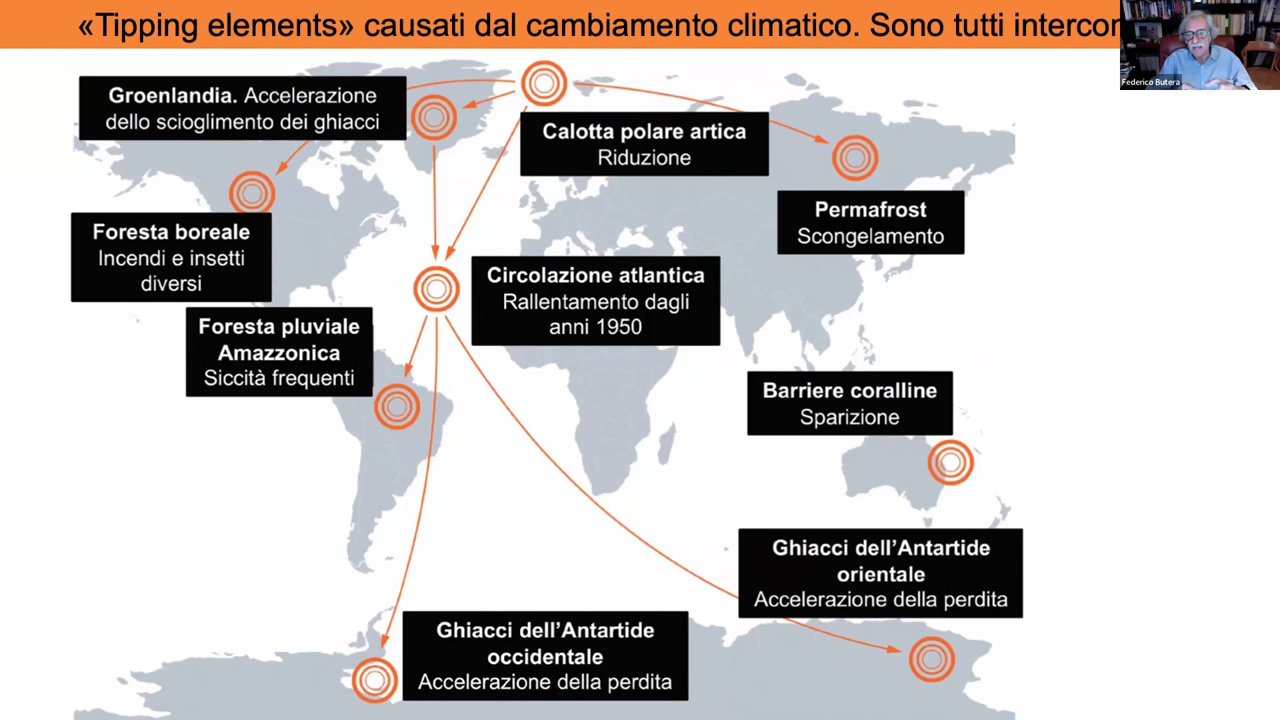 «Tipping elements» causati dal cambiamento climatico. Sono tutti
Federico Butera
Groenlandia. Accelerazione
dello scioglimento dei ghiacci
Calotta polare artica
Riduzione
Permafrost
Scongelamento
Foresta boreale
Incendi e insetti
diversi
Circolazione atlantica
Rallentamento dagli
anni 1950
Foresta pluviale
Amazzonica
Siccità frequenti
Barriere coralline
Sparizione
Ghiacci dell’Antartide
orientale
Accelerazione della perdita
Ghiacci dell’Antartide
occidentale
Accelerazione della perdita